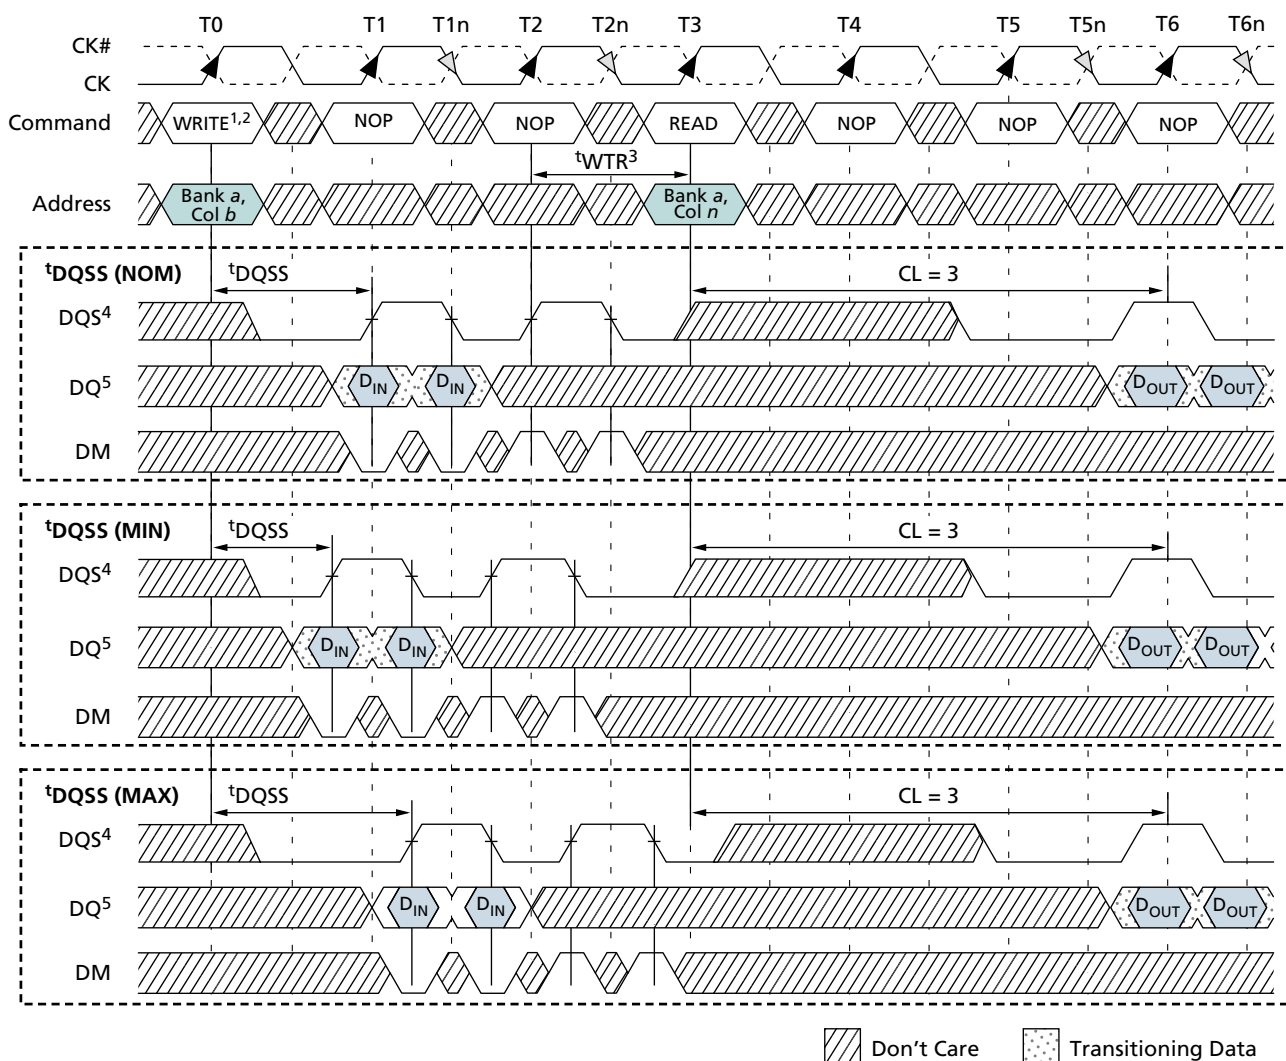 T0 T1 T1n T2 T2n T3 T4 T5 T5n T6 T6n
CK#
CK
Command WRITE1,2 NOP NOP READ NOP NOP NOP
tWTR3
Address Bank a, Col b Bank a, Col n
tDQSS (NOM) tDQSS CL = 3
DQS4
DQ5 DIN DIN DOUT DOUT
DM
tDQSS (MIN) tDQSS CL = 3
DQS4
DQ5 DIN DIN DOUT DOUT
DM
tDQSS (MAX) tDQSS CL = 3
DQS4
DQ5 DIN DIN DOUT DOUT
DM
Don't Care Transitioning Data